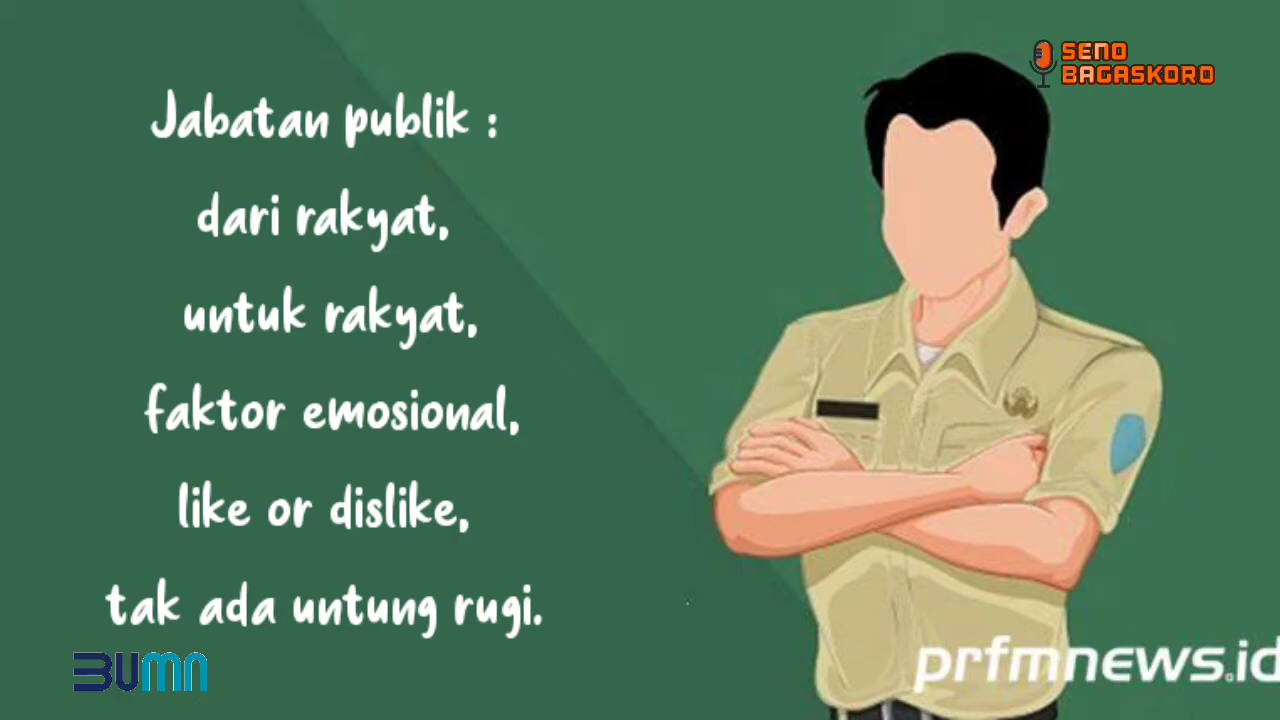 SENO
BAGASKORO
Jabatan publik :
dari rakyat,
untuk rakyat,
faktor emosional,
like or dislike,
tak ada untung rugi.
BUMN
prfmnews.id